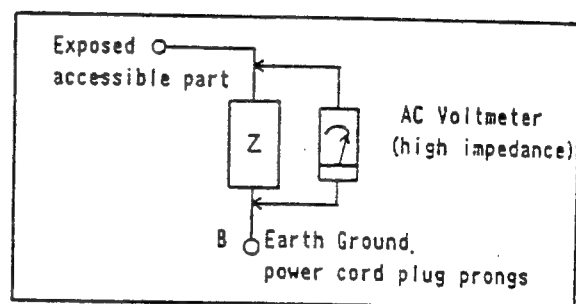 Exposed
accessible part
Z
AC Voltmeter
(high impedance)
B
Earth Ground,
power cord plug prongs